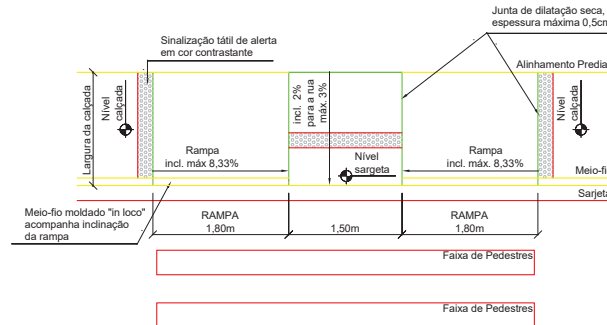 Junta de dilatação seca,
espessura máxima 0,5cm
Sinalização tátil de alerta
em cor contrastante
Alinhamento Predia
Largura da calçada
Nível
calçada
incl. 2%
para a rua
máx. 3%
Nível
calçada
Rampa
incl. máx 8,33%
Nível
sargeta
Rampa
incl. máx 8,33%
Meio-fi
Sarjeta
Meio-fio moldado "in loco"
acompanha inclinação
da rampa
RAMPA
1,80m
1,50m
RAMPA
1,80m
Faixa de Pedestres
Faixa de Pedestres